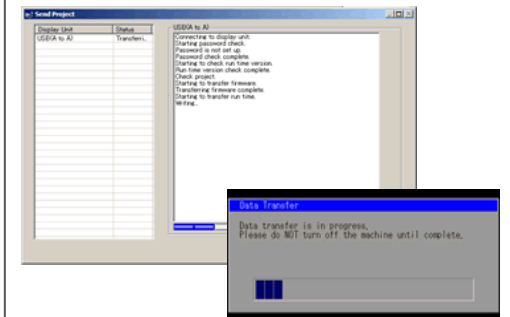 Send Project
Display Unit Status
USB(A to A) Transferri..
USB(A to A)
Connecting to display unit.
Starting password check.
Password is not set up.
Password check complete.
Starting to check run time version.
Run time version check complete.
Check project.
Starting to transfer firmware.
Transferring firmware complete.
Starting to transfer run time.
Writing..
Data Transfer
Data transfer is in progress,
Please do NOT turn off the machine until complete,